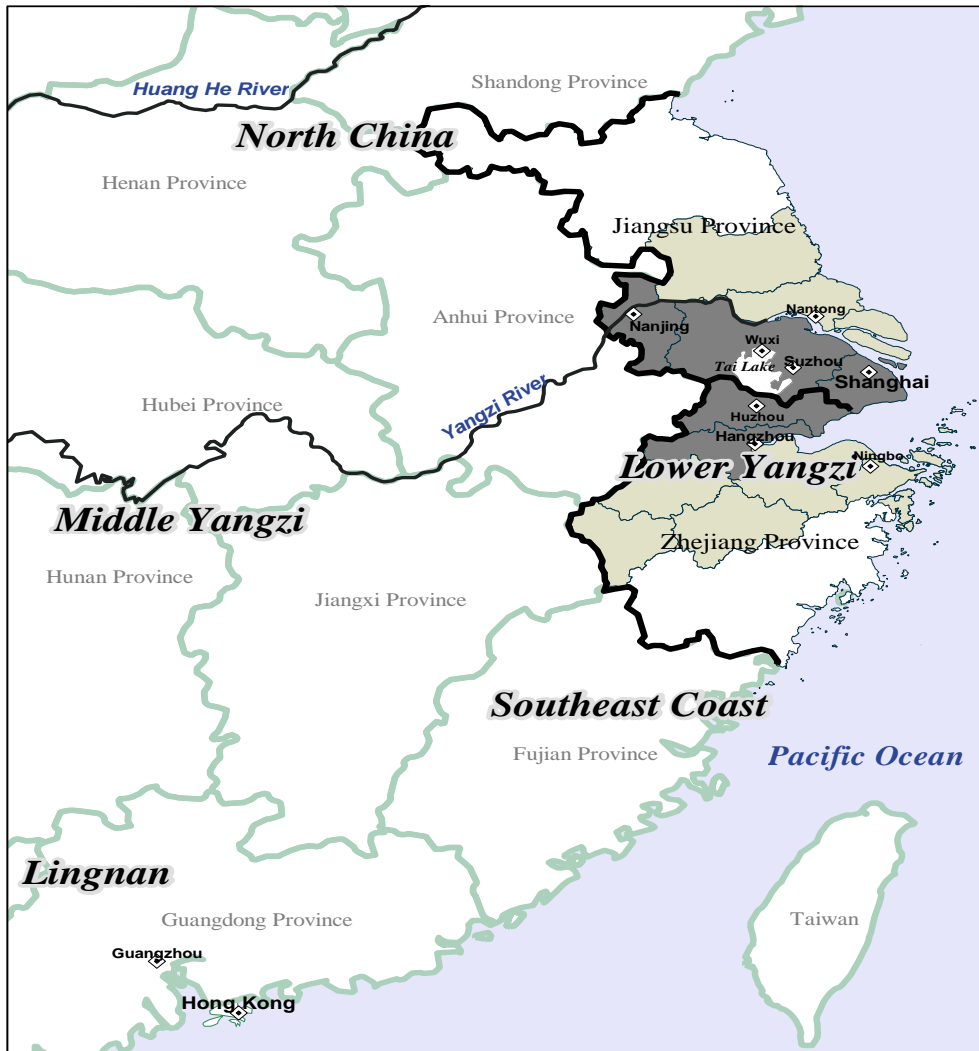 Shandong Province
Huang He River
North China
Henan Province
Jiangsu Province
Nantong
Anhui Province
Nanjing
Wuxi
Tai Lake
Suzhou
Shanghai
Yangzi River
Hubei Province
Huzhou
Hangzhou
Ningbo
Lower Yangzi
Middle Yangzi
Zhejiang Province
Hunan Province
Jiangxi Province
Southeast Coast
Fujian Province
Pacific Ocean
Lingnan
Guangdong Province
Taiwan
Guangzhou
Hong Kong